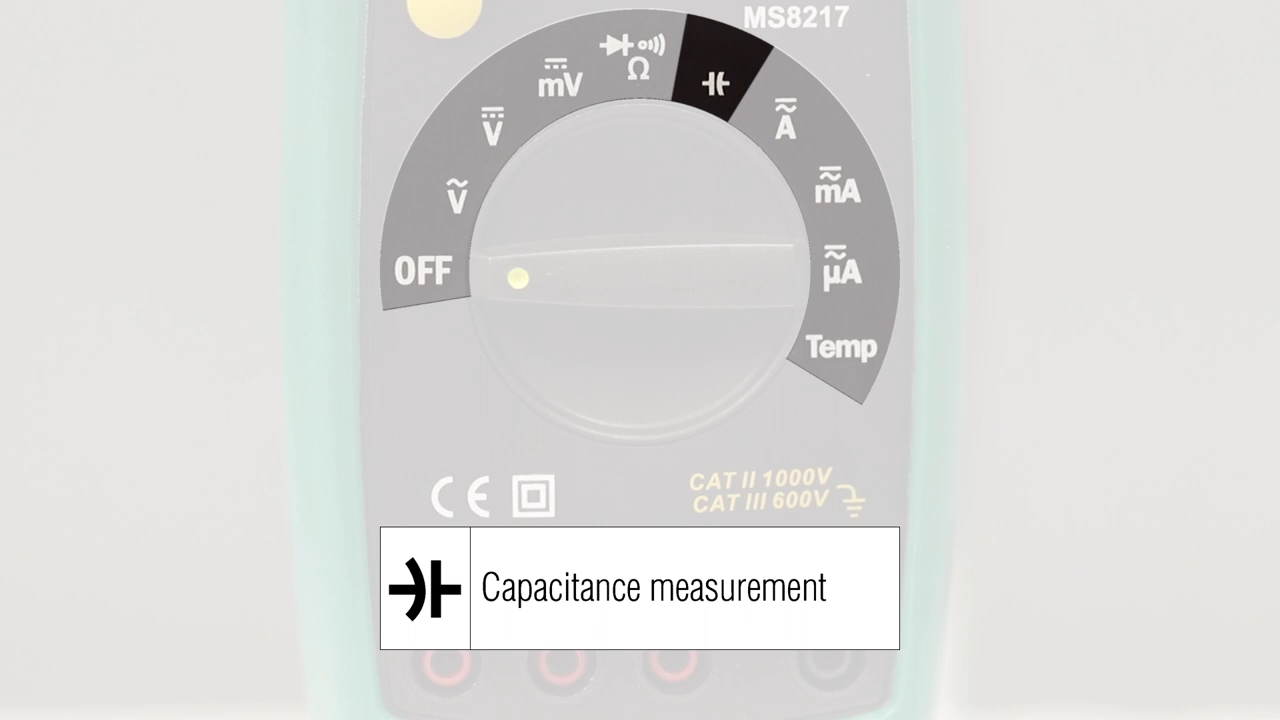 MS8217
Ω
mV
V
V
OFF
A
mA
µA
Temp
CE
CAT II 1000V
CAT III 600V
Capacitance measurement